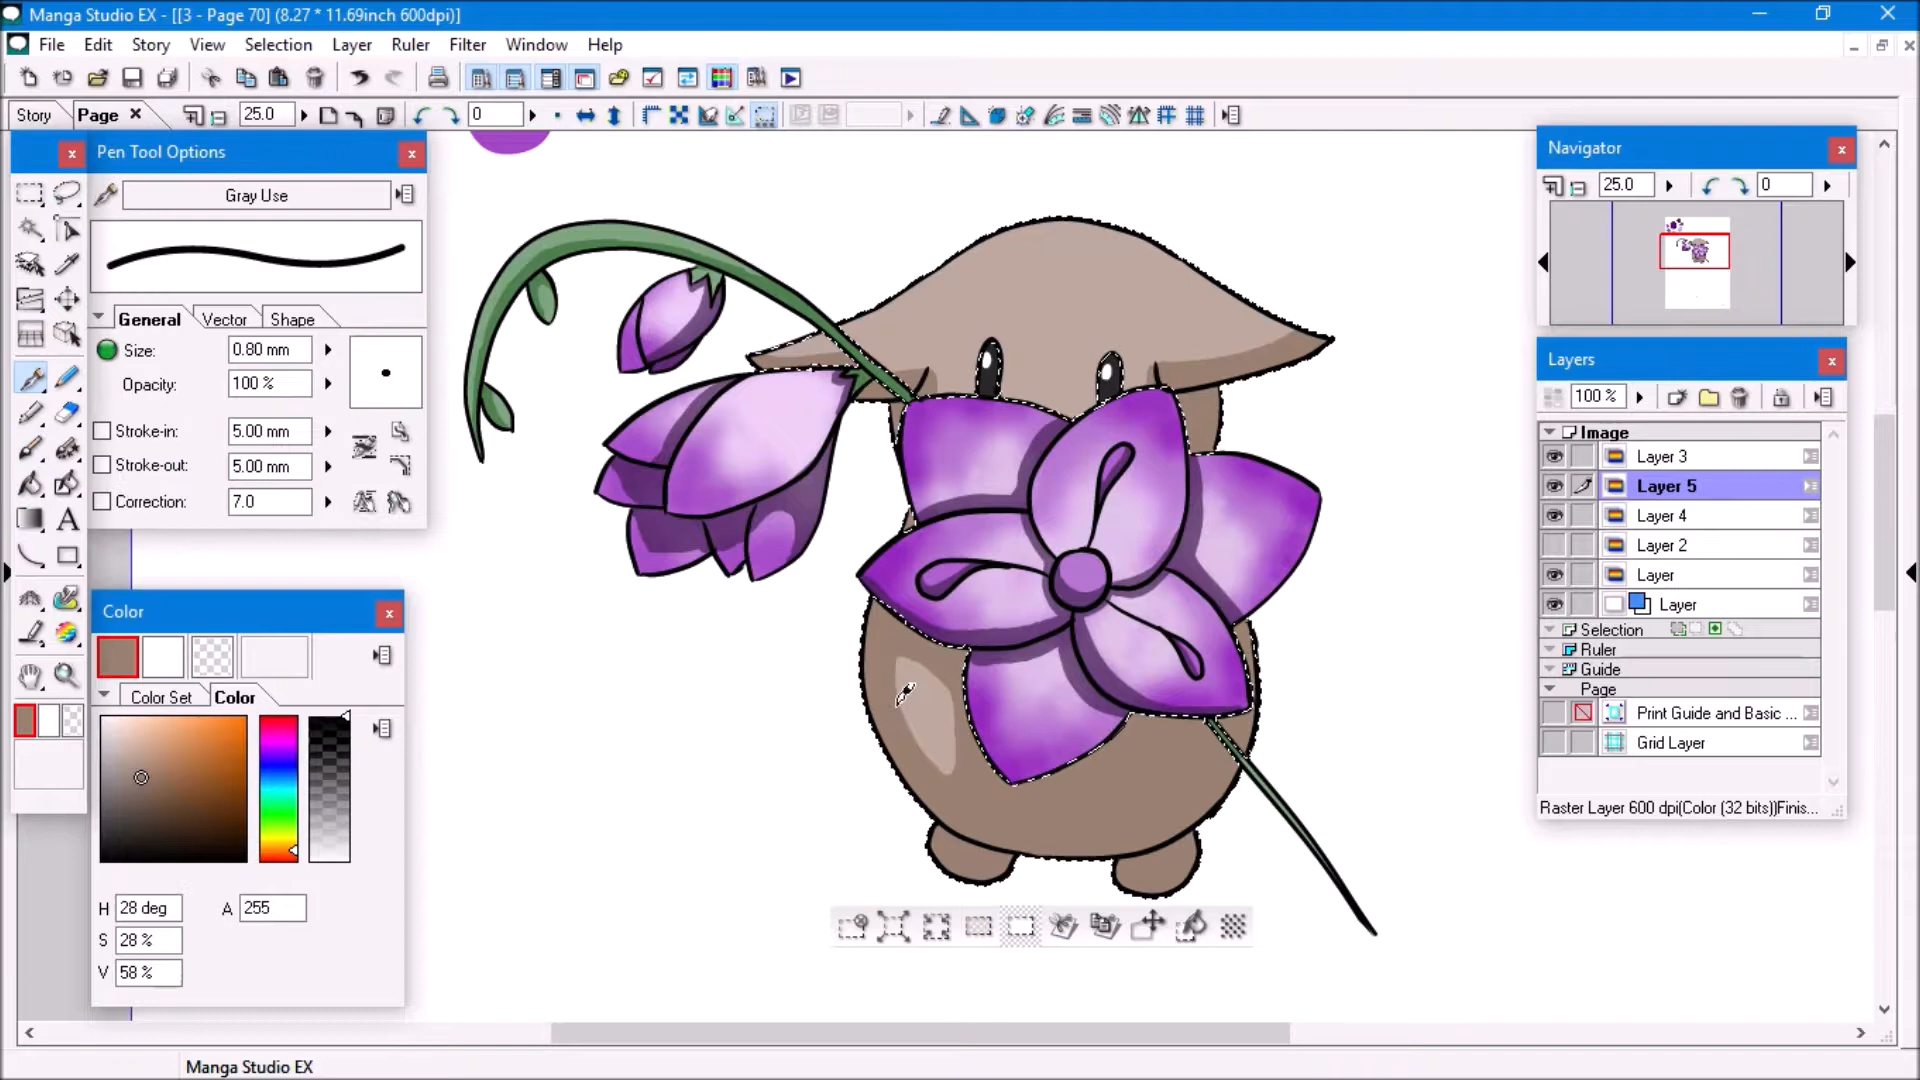 Manga Studio EX - [[3 - Page 70] (8.27 * 11.69inch 600dpi)]
File Edit Story View Selection Layer Ruler Filter Window Help
Story Page 25.0 0
Pen Tool Options
Gray Use
General Vector Shape
Size: 0.80 mm
Opacity: 100 %
Stroke-in: 5.00 mm
Stroke-out: 5.00 mm
Correction: 7.0
A
Color
Color Set Color
H 28 deg A 255
S 28 %
V 58 %
Navigator
25.0 0
Layers
100 %
Image
Layer 3
Layer 5
Layer 4
Layer 2
Layer
Layer
Selection
Ruler
Guide
Page
Print Guide and Basic ...
Grid Layer
Raster Layer 600 dpi(Color (32 bits))Finis...
Manga Studio EX